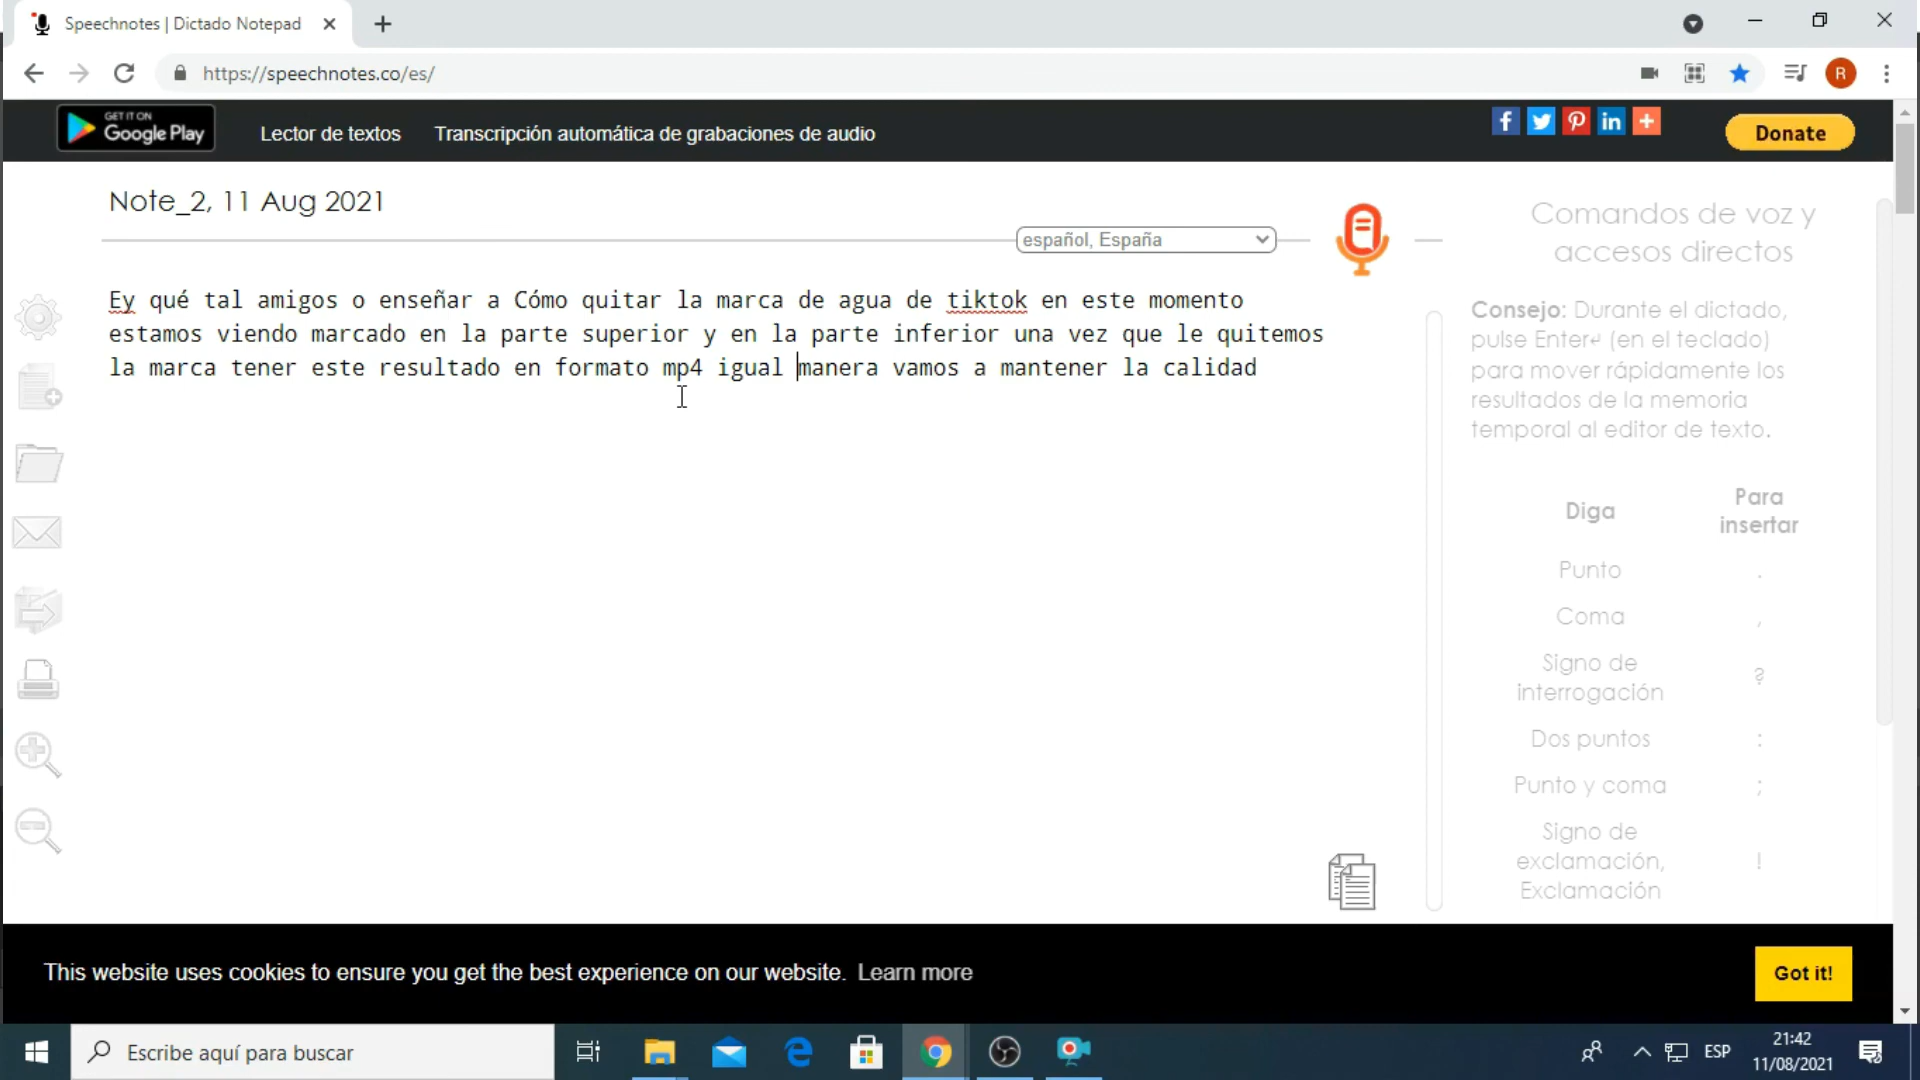 Speechnotes | Dictado Notepad
https://speechnotes.co/es/
R
GET IT ON
Google Play
Lector de textos
Transcripción automática de grabaciones de audio
Donate
Note_2, 11 Aug 2021
español, España
Ey qué tal amigos o enseñar a Cómo quitar la marca de agua de tiktok en este momento
estamos viendo marcado en la parte superior y en la parte inferior una vez que le quitemos
la marca tener este resultado en formato mp4 igual manera vamos a mantener la calidad
Comandos de voz y
accesos directos
Consejo: Durante el dictado,
pulse Enter↵ (en el teclado)
para mover rápidamente los
resultados de la memoria
temporal al editor de texto.
Diga
Para
insertar
Punto .
Coma ,
Signo de
interrogación ?
Dos puntos :
Punto y coma ;
Signo de
exclamación, !
Exclamación
This website uses cookies to ensure you get the best experience on our website. Learn more
Got it!
Escribe aquí para buscar
ESP
21:42
11/08/2021